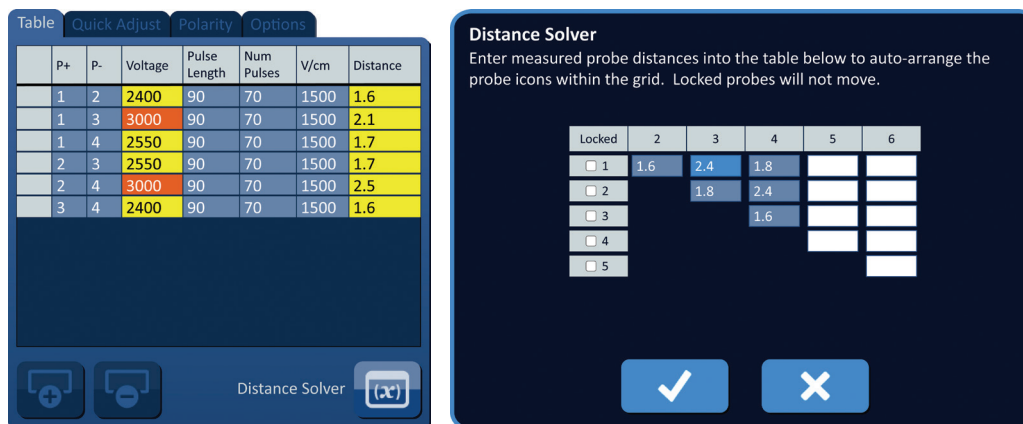 Table Quick Adjust Polarity Options
P+ P- Voltage Pulse Length Num Pulses V/cm Distance
1 2 2400 90 70 1500 1.6
1 3 3000 90 70 1500 2.1
1 4 2550 90 70 1500 1.7
2 3 2550 90 70 1500 1.7
2 4 3000 90 70 1500 2.5
3 4 2400 90 70 1500 1.6
Distance Solver (x)
Distance Solver
Enter measured probe distances into the table below to auto-arrange the
probe icons within the grid. Locked probes will not move.
Locked 2 3 4 5 6
1 1.6 2.4 1.8
2 1.8 2.4
3 1.6
4
5